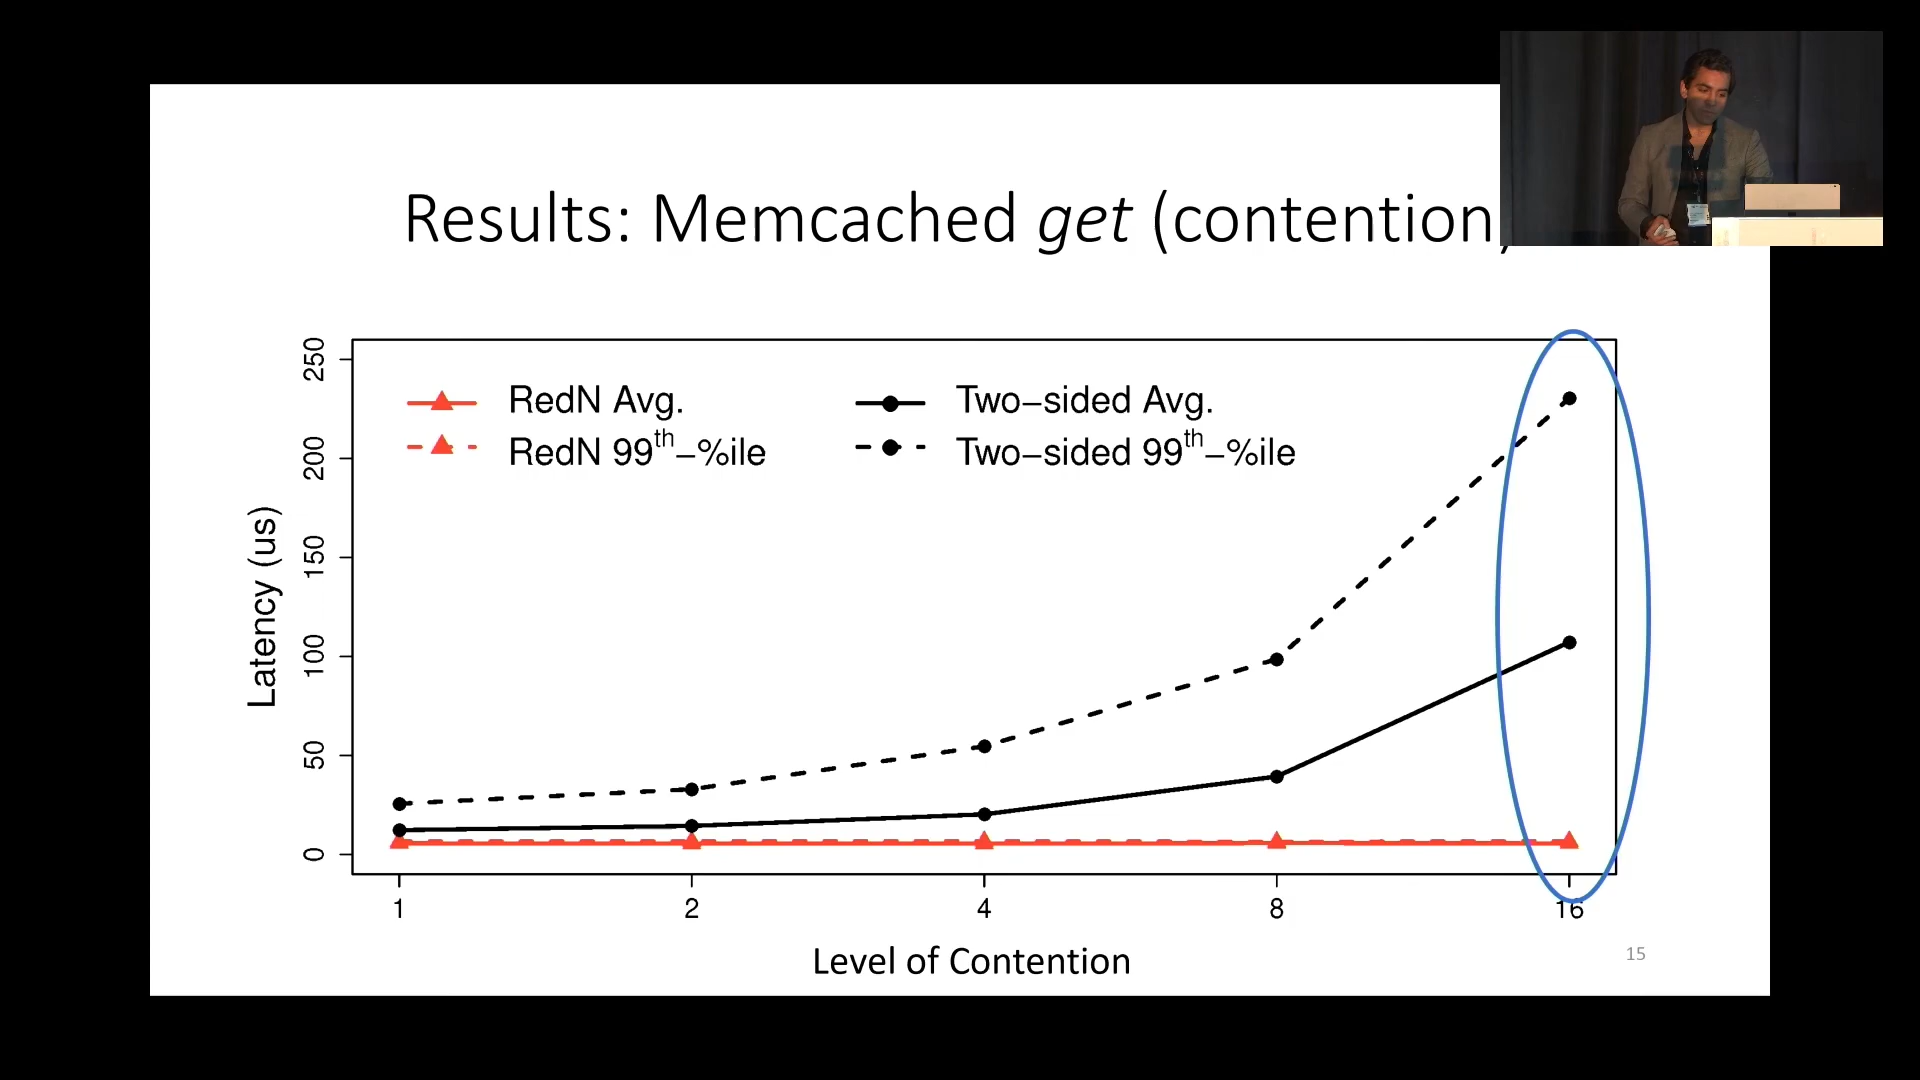 Results: Memcached get (contention)
RedN Avg.
RedN 99th–%ile
Two–sided Avg.
Two–sided 99th–%ile
Latency (us)
250
200
150
100
50
0
1 2 4 8 16
Level of Contention
15